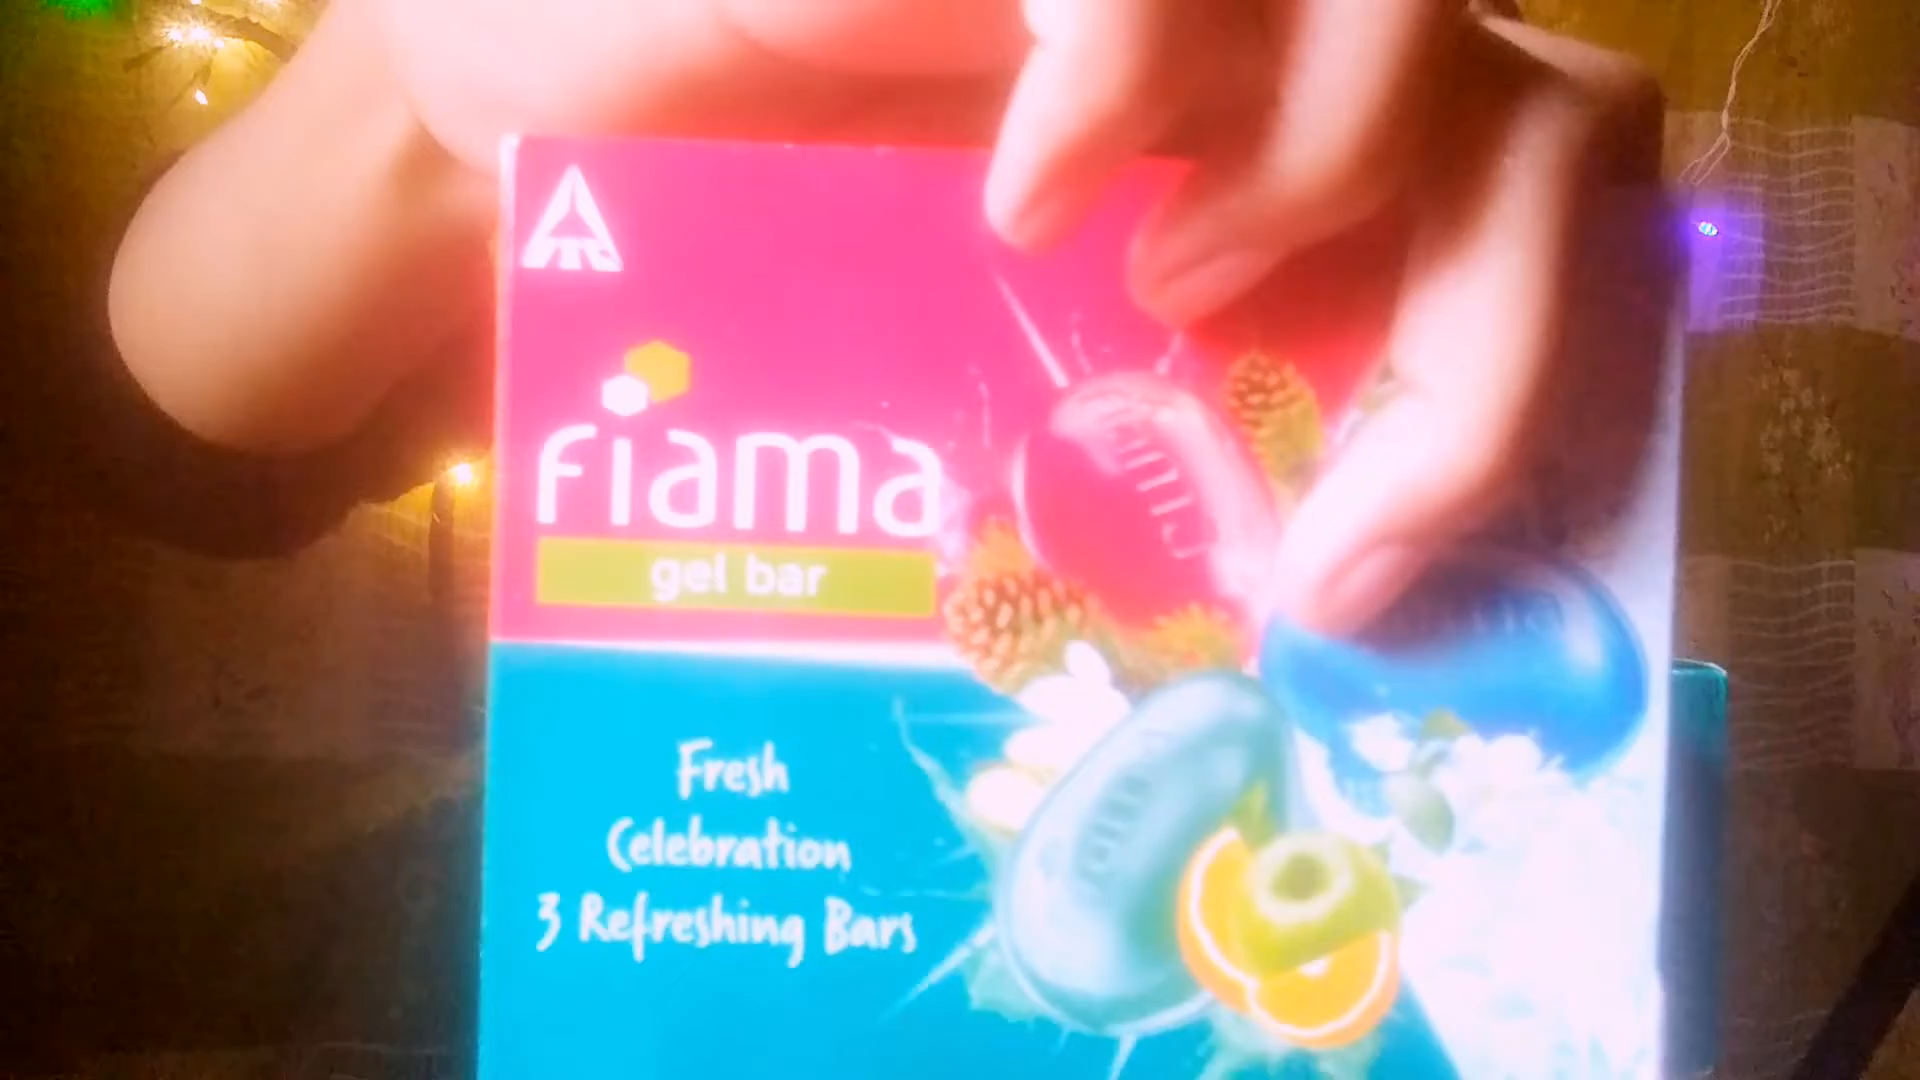 fiama
gel bar
Fresh
Celebration
3 Refreshing Bars